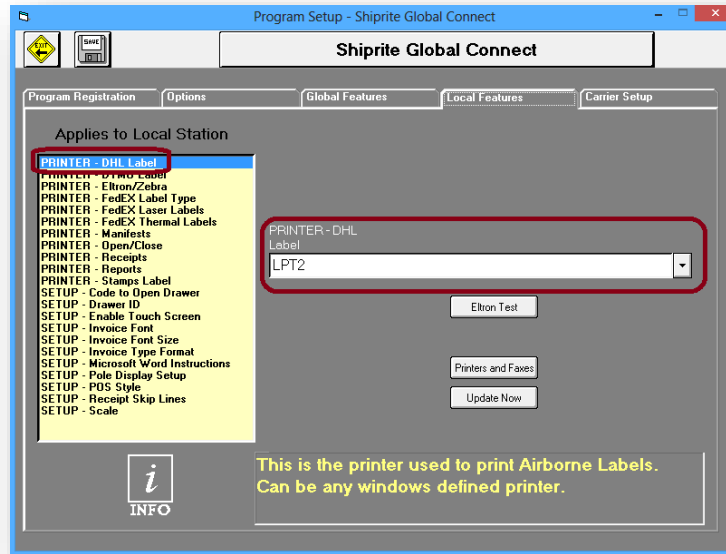 Program Setup - Shiprite Global Connect
EXIT
SAVE
Shiprite Global Connect
Program Registration Options Global Features Local Features Carrier Setup
Applies to Local Station
PRINTER - DHL Label
PRINTER - DYMO Label
PRINTER - Eltron/Zebra
PRINTER - FedEX Label Type
PRINTER - FedEX Laser Labels
PRINTER - FedEX Thermal Labels
PRINTER - Manifests
PRINTER - Open/Close
PRINTER - Receipts
PRINTER - Reports
PRINTER - Stamps Label
SETUP - Code to Open Drawer
SETUP - Drawer ID
SETUP - Enable Touch Screen
SETUP - Invoice Font
SETUP - Invoice Font Size
SETUP - Invoice Type Format
SETUP - Microsoft Word Instructions
SETUP - Pole Display Setup
SETUP - POS Style
SETUP - Receipt Skip Lines
SETUP - Scale
PRINTER - DHL
Label
LPT2
Eltron Test
Printers and Faxes
Update Now
i
INFO
This is the printer used to print Airborne Labels.
Can be any windows defined printer.